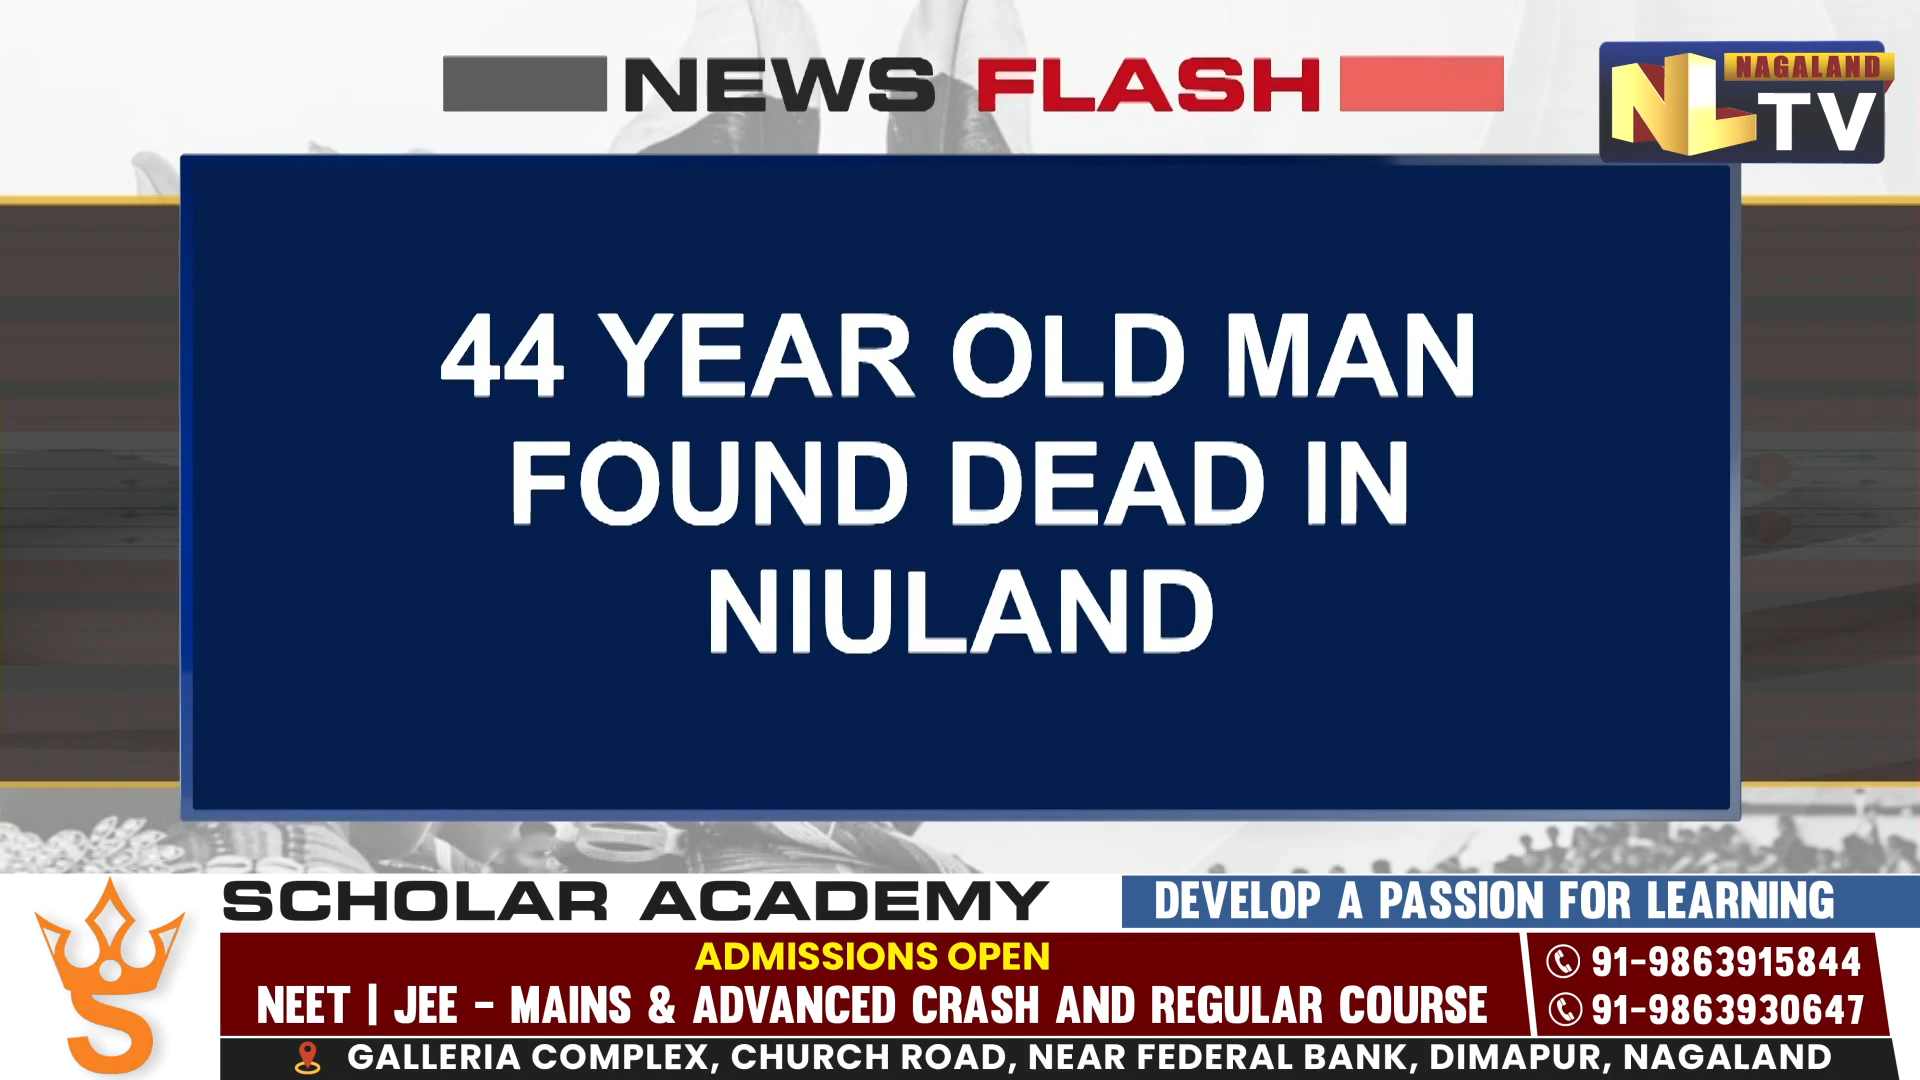 NEWS FLASH
NAGALAND
NL TV
44 YEAR OLD MAN
FOUND DEAD IN
NIULAND
SCHOLAR ACADEMY
DEVELOP A PASSION FOR LEARNING
ADMISSIONS OPEN
NEET | JEE - MAINS & ADVANCED CRASH AND REGULAR COURSE
91-9863915844
91-9863930647
GALLERIA COMPLEX, CHURCH ROAD, NEAR FEDERAL BANK, DIMAPUR, NAGALAND
S